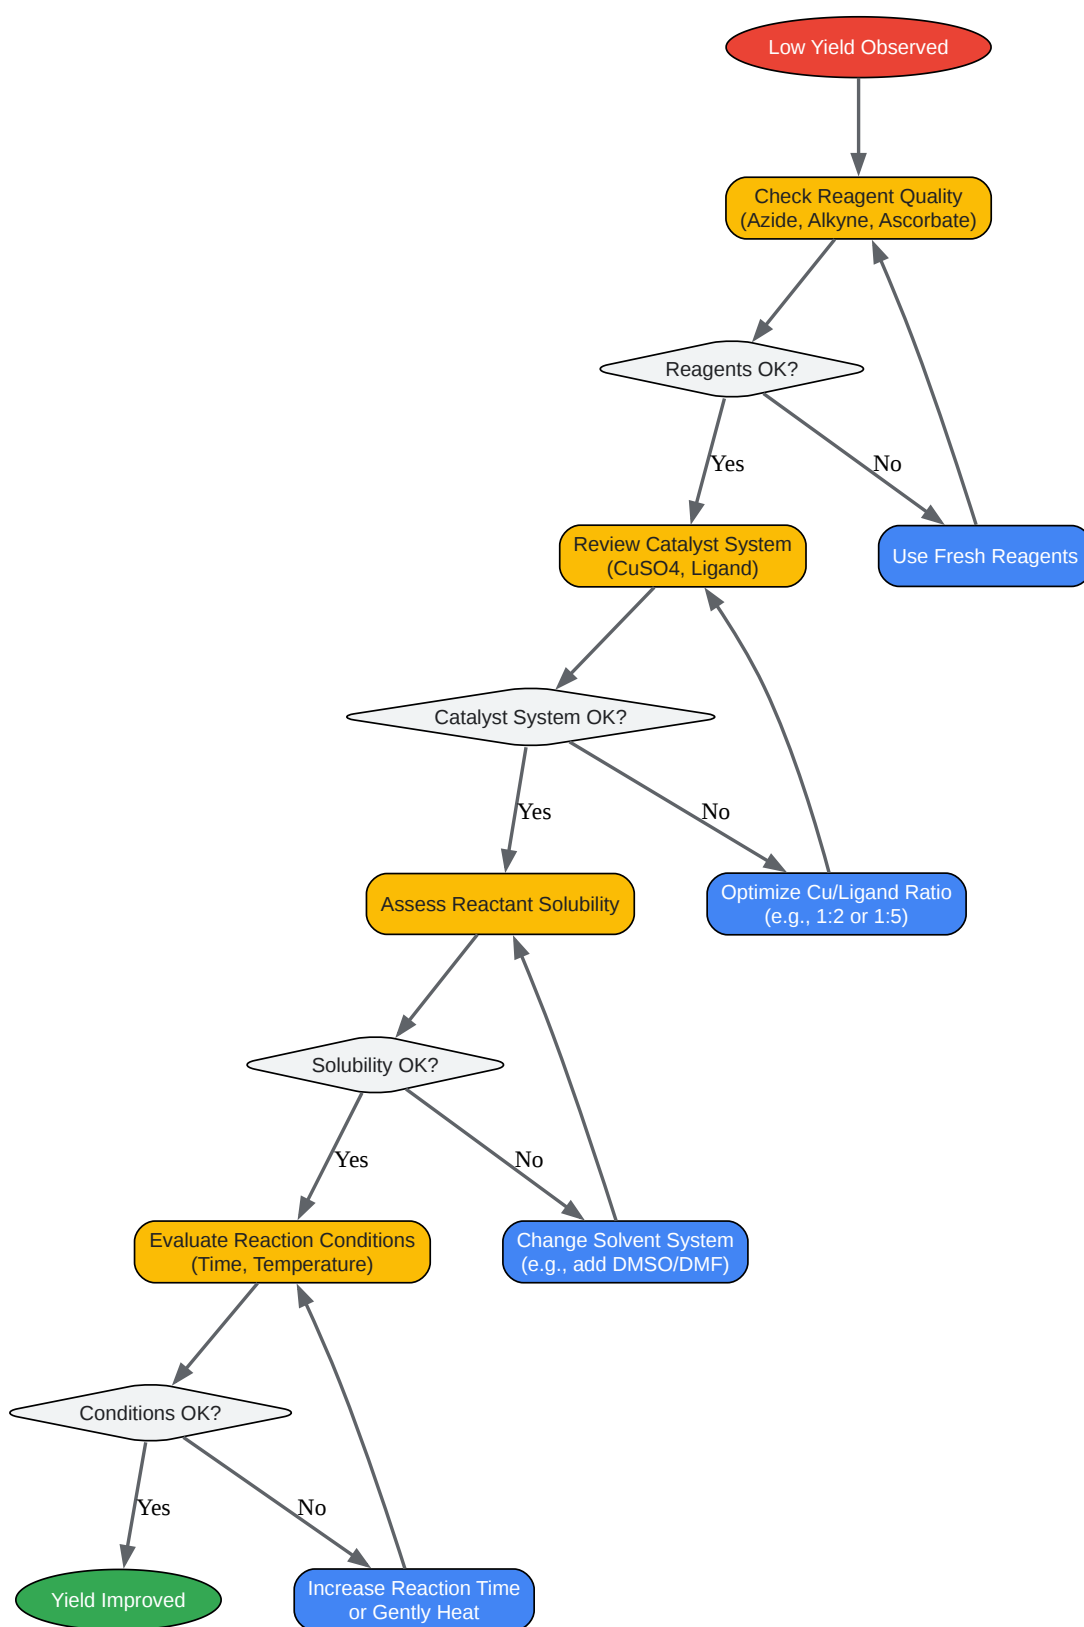 Low Yield Observed
Check Reagent Quality
(Azide, Alkyne, Ascorbate)
Reagents OK?
Yes
No
Review Catalyst System
(CuSO4, Ligand)
Use Fresh Reagents
Catalyst System OK?
Yes
No
Assess Reactant Solubility
Optimize Cu/Ligand Ratio
(e.g., 1:2 or 1:5)
Solubility OK?
Yes
No
Evaluate Reaction Conditions
(Time, Temperature)
Change Solvent System
(e.g., add DMSO/DMF)
Conditions OK?
Yes
No
Yield Improved
Increase Reaction Time
or Gently Heat